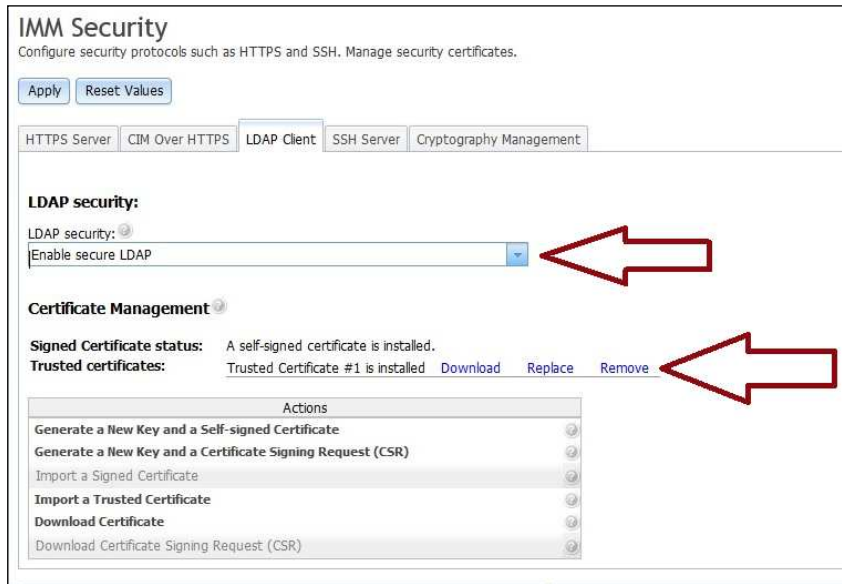 IMM Security
Configure security protocols such as HTTPS and SSH. Manage security certificates.
Apply Reset Values
HTTPS Server CIM Over HTTPS LDAP Client SSH Server Cryptography Management
LDAP security:
LDAP security:
Enable secure LDAP
Certificate Management
Signed Certificate status: A self-signed certificate is installed.
Trusted certificates: Trusted Certificate #1 is installed Download Replace Remove
Actions
Generate a New Key and a Self-signed Certificate
Generate a New Key and a Certificate Signing Request (CSR)
Import a Signed Certificate
Import a Trusted Certificate
Download Certificate
Download Certificate Signing Request (CSR)